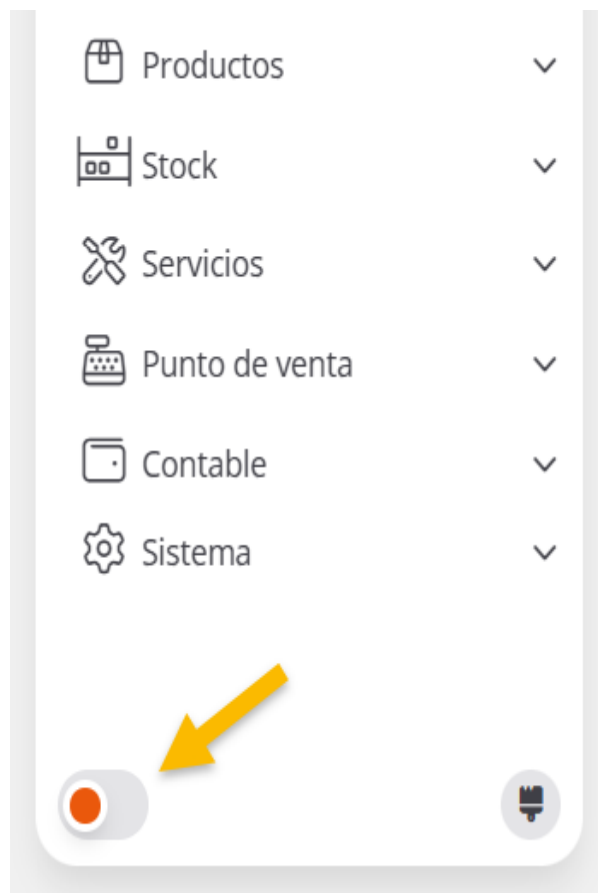 Productos
Stock
Servicios
Punto de venta
Contable
Sistema